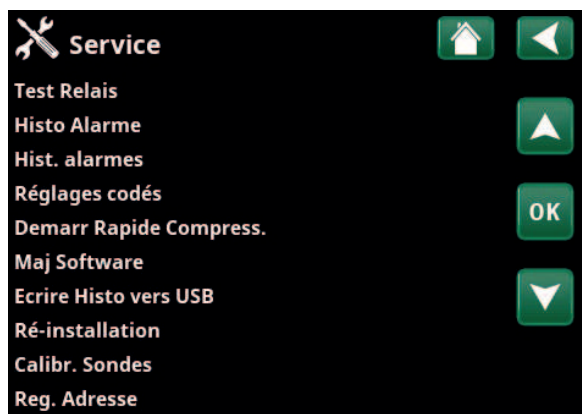 Service
Test Relais
Histo Alarme
Hist. alarmes
Réglages codés
OK
Demarr Rapide Compress.
Maj Software
Ecrire Histo vers USB
Ré-installation
Calibr. Sondes
Reg. Adresse